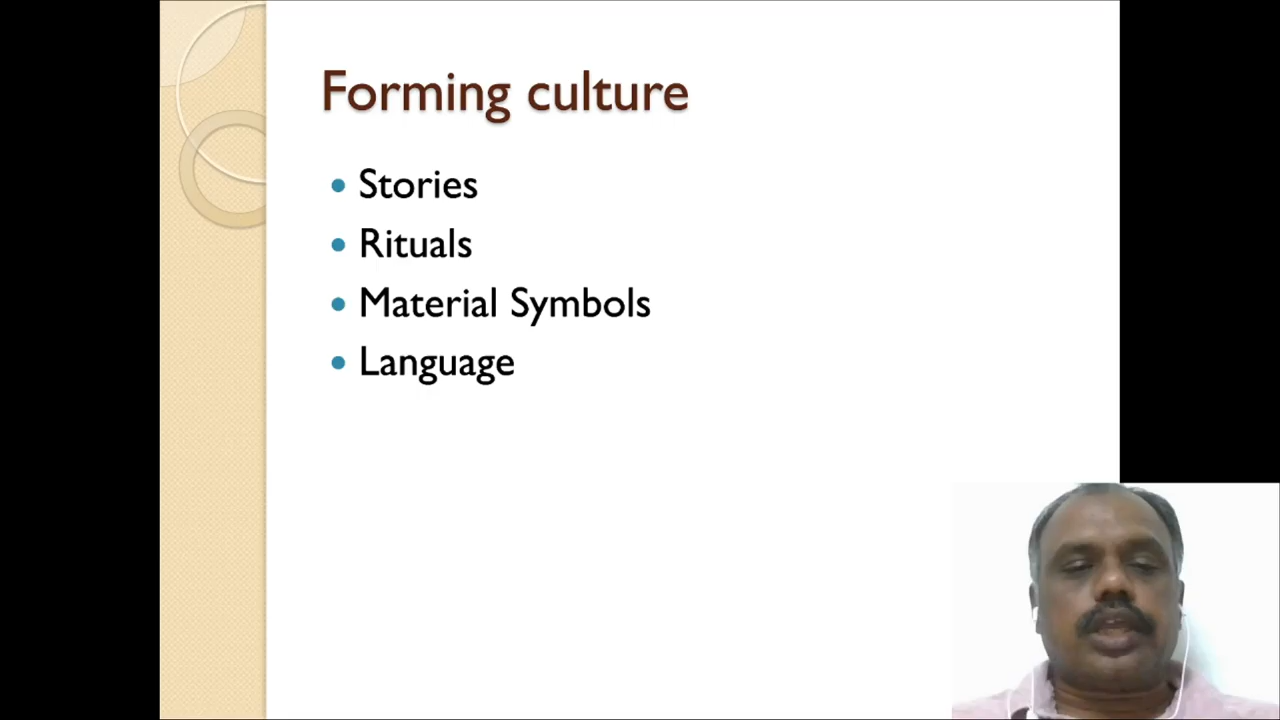 Forming culture
Stories
Rituals
Material Symbols
Language